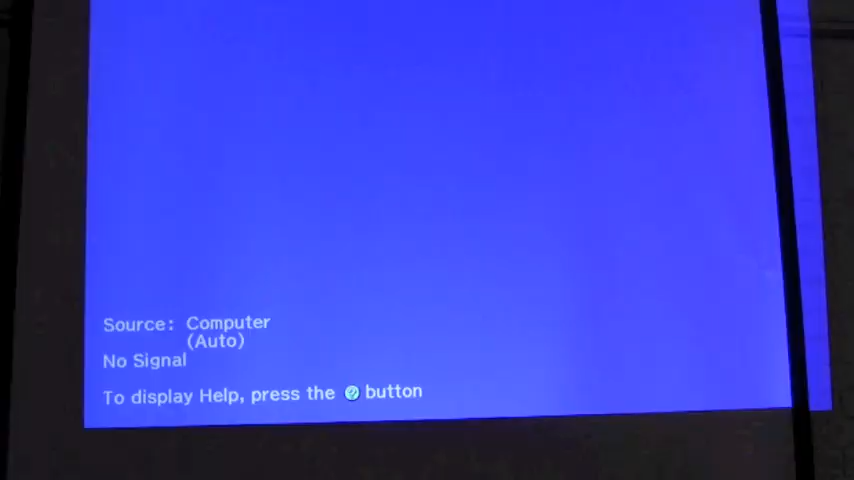 Source: Computer
(Auto)
No Signal
To display Help, press the ? button